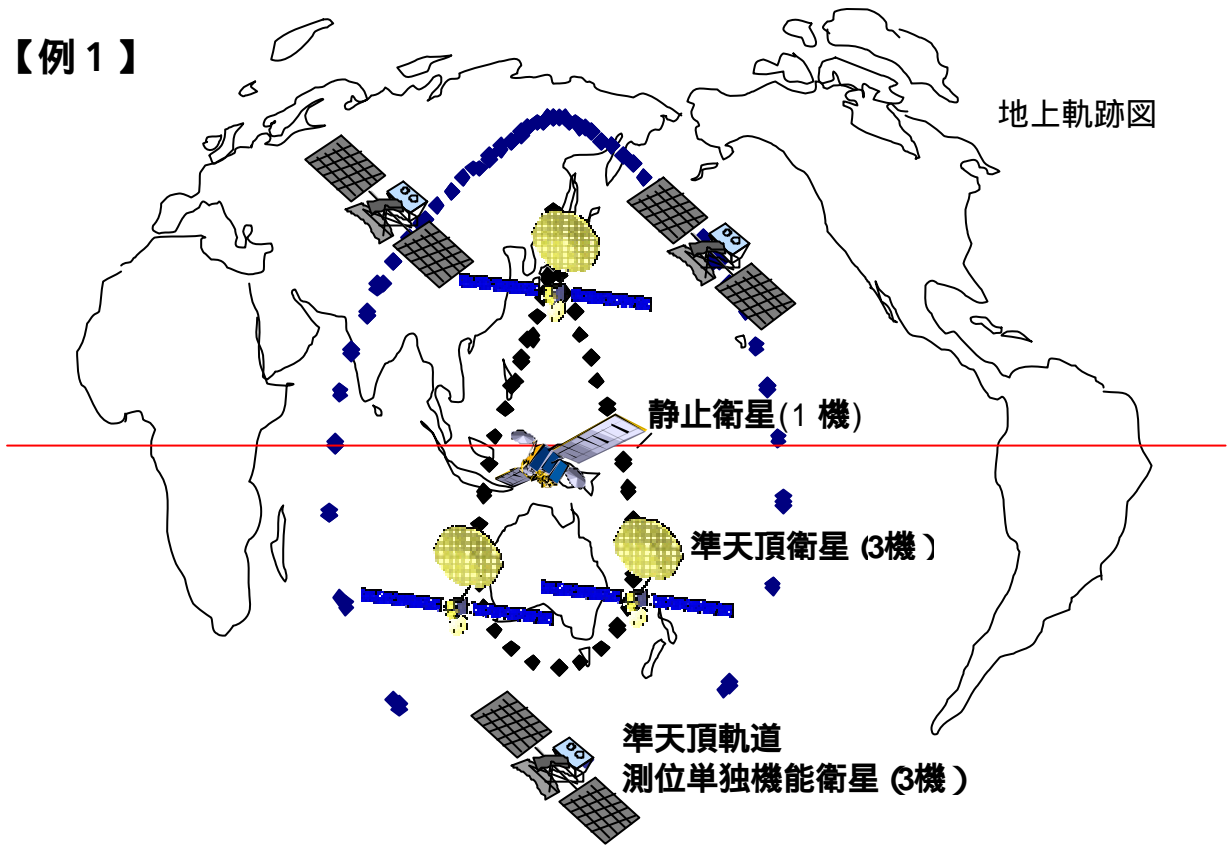 【例１】
地上軌跡図
静止衛星(1 機)
準天頂衛星 (3機）
準天頂軌道
測位単独機能衛星 (3機 )